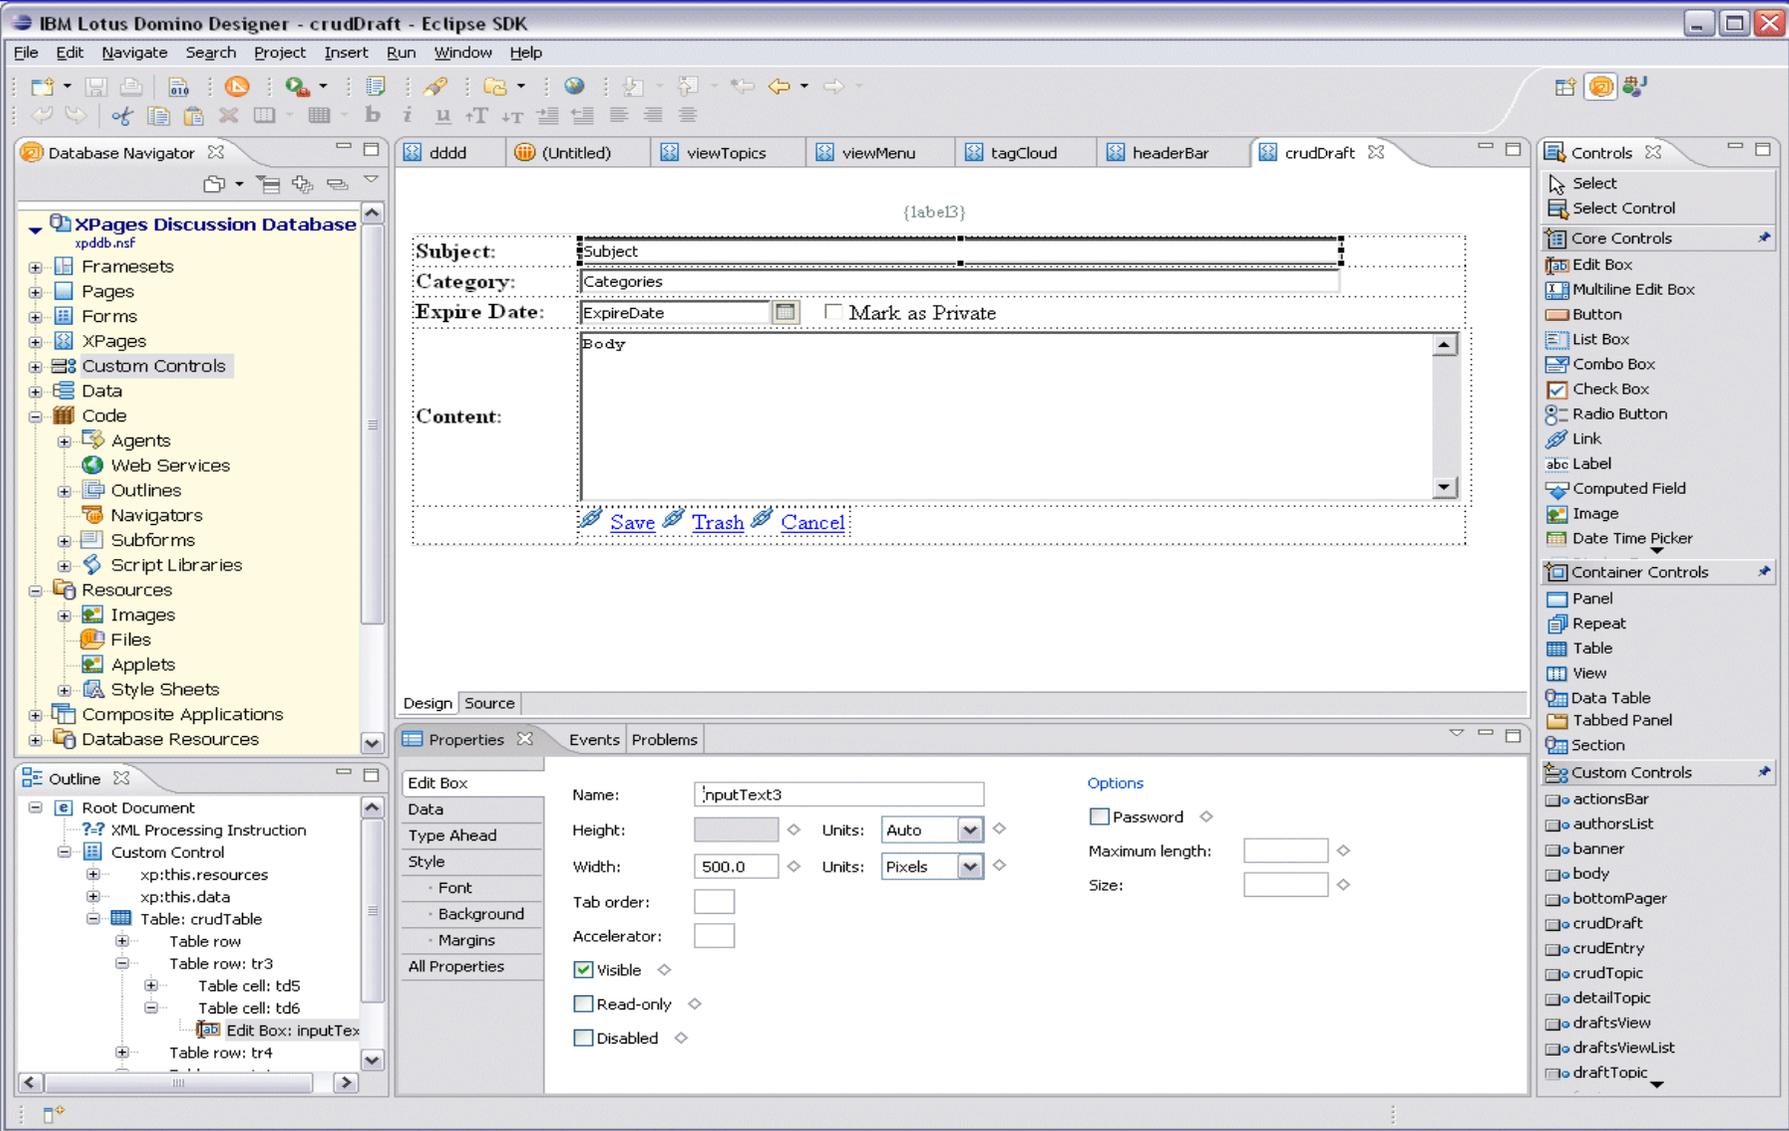 IBM Lotus Domino Designer - crudDraft - Eclipse SDK
File Edit Navigate Search Project Insert Run Window Help
Database Navigator
XPages Discussion Database
xpddb.nsf
Framesets
Pages
Forms
XPages
Custom Controls
Data
Code
Agents
Web Services
Outlines
Navigators
Subforms
Script Libraries
Resources
Images
Files
Applets
Style Sheets
Composite Applications
Database Resources
Outline
Root Document
?=? XML Processing Instruction
Custom Control
xp:this.resources
xp:this.data
Table: crudTable
Table row
Table row: tr3
Table cell: td5
Table cell: td6
Edit Box: inputTex
Table row: tr4
dddd (Untitled) viewTopics viewMenu tagCloud headerBar crudDraft
{label3}
Subject: Subject
Category: Categories
Expire Date: ExpireDate Mark as Private
Body
Content:
Save Trash Cancel
Design Source
Properties Events Problems
Edit Box
Data
Type Ahead
Style
Font
Background
Margins
All Properties
Name: inputText3
Height: Units: Auto
Width: 500.0 Units: Pixels
Tab order:
Accelerator:
Visible
Read-only
Disabled
Options
Password
Maximum length:
Size:
Controls
Select
Select Control
Core Controls
Edit Box
Multiline Edit Box
Button
List Box
Combo Box
Check Box
Radio Button
Link
abc Label
Computed Field
Image
Date Time Picker
Container Controls
Panel
Repeat
Table
View
Data Table
Tabbed Panel
Section
Custom Controls
actionsBar
authorsList
banner
body
bottomPager
crudDraft
crudEntry
crudTopic
detailTopic
draftsView
draftsViewList
draftTopic